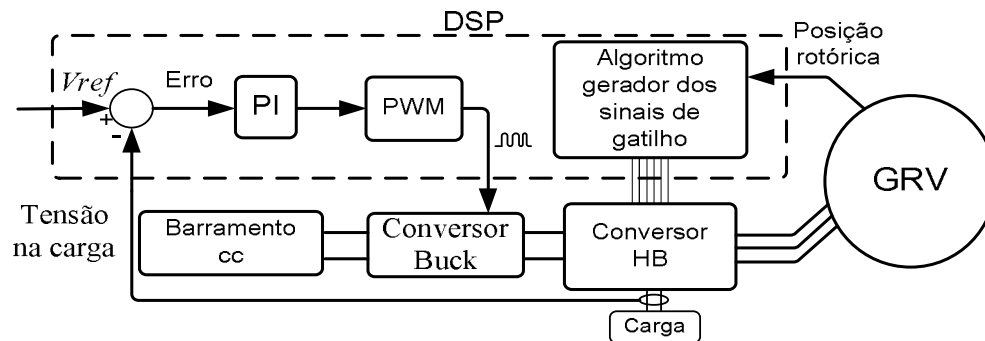 DSP
Vref
+
-
Erro
PI
PWM
Algoritmo
gerador dos
sinais de
gatilho
Posição
rotórica
GRV
Tensão
na carga
Barramento
cc
Conversor
Buck
Conversor
HB
Carga